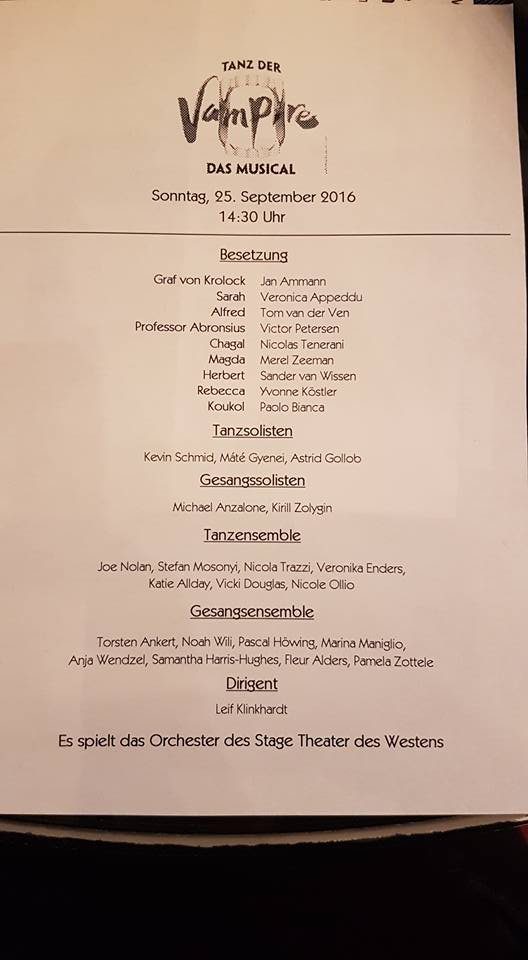 TANZ DER
Vampire
DAS MUSICAL
Sonntag, 25. September 2016
14:30 Uhr
Besetzung
Graf von Krolock Jan Ammann
Sarah Veronica Appeddu
Alfred Tom van der Ven
Professor Abronsius Victor Petersen
Chagal Nicolas Tenerani
Magda Merel Zeeman
Herbert Sander van Wissen
Rebecca Yvonne Köstler
Koukol Paolo Bianca
Tanzsolisten
Kevin Schmid, Máté Gyenei, Astrid Gollob
Gesangssolisten
Michael Anzalone, Kirill Zolygin
Tanzensemble
Joe Nolan, Stefan Mosonyi, Nicola Trazzi, Veronika Enders,
Katie Allday, Vicki Douglas, Nicole Ollio
Gesangsensemble
Torsten Ankert, Noah Wili, Pascal Höwing, Marina Maniglio,
Anja Wendzel, Samantha Harris-Hughes, Fleur Alders, Pamela Zottele
Dirigent
Leif Klinkhardt
Es spielt das Orchester des Stage Theater des Westens